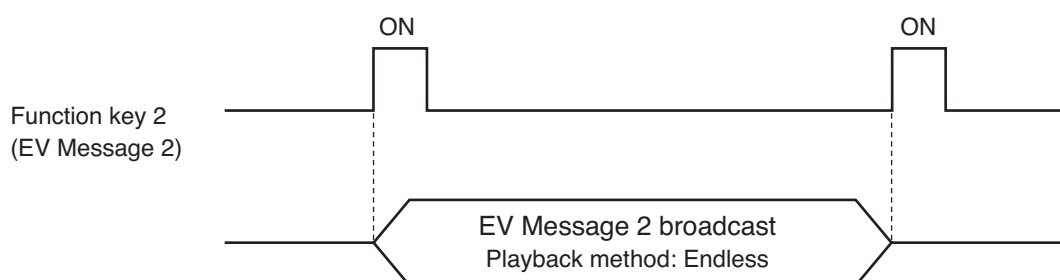 ON
ON
Function key 2
(EV Message 2)
EV Message 2 broadcast
Playback method: Endless